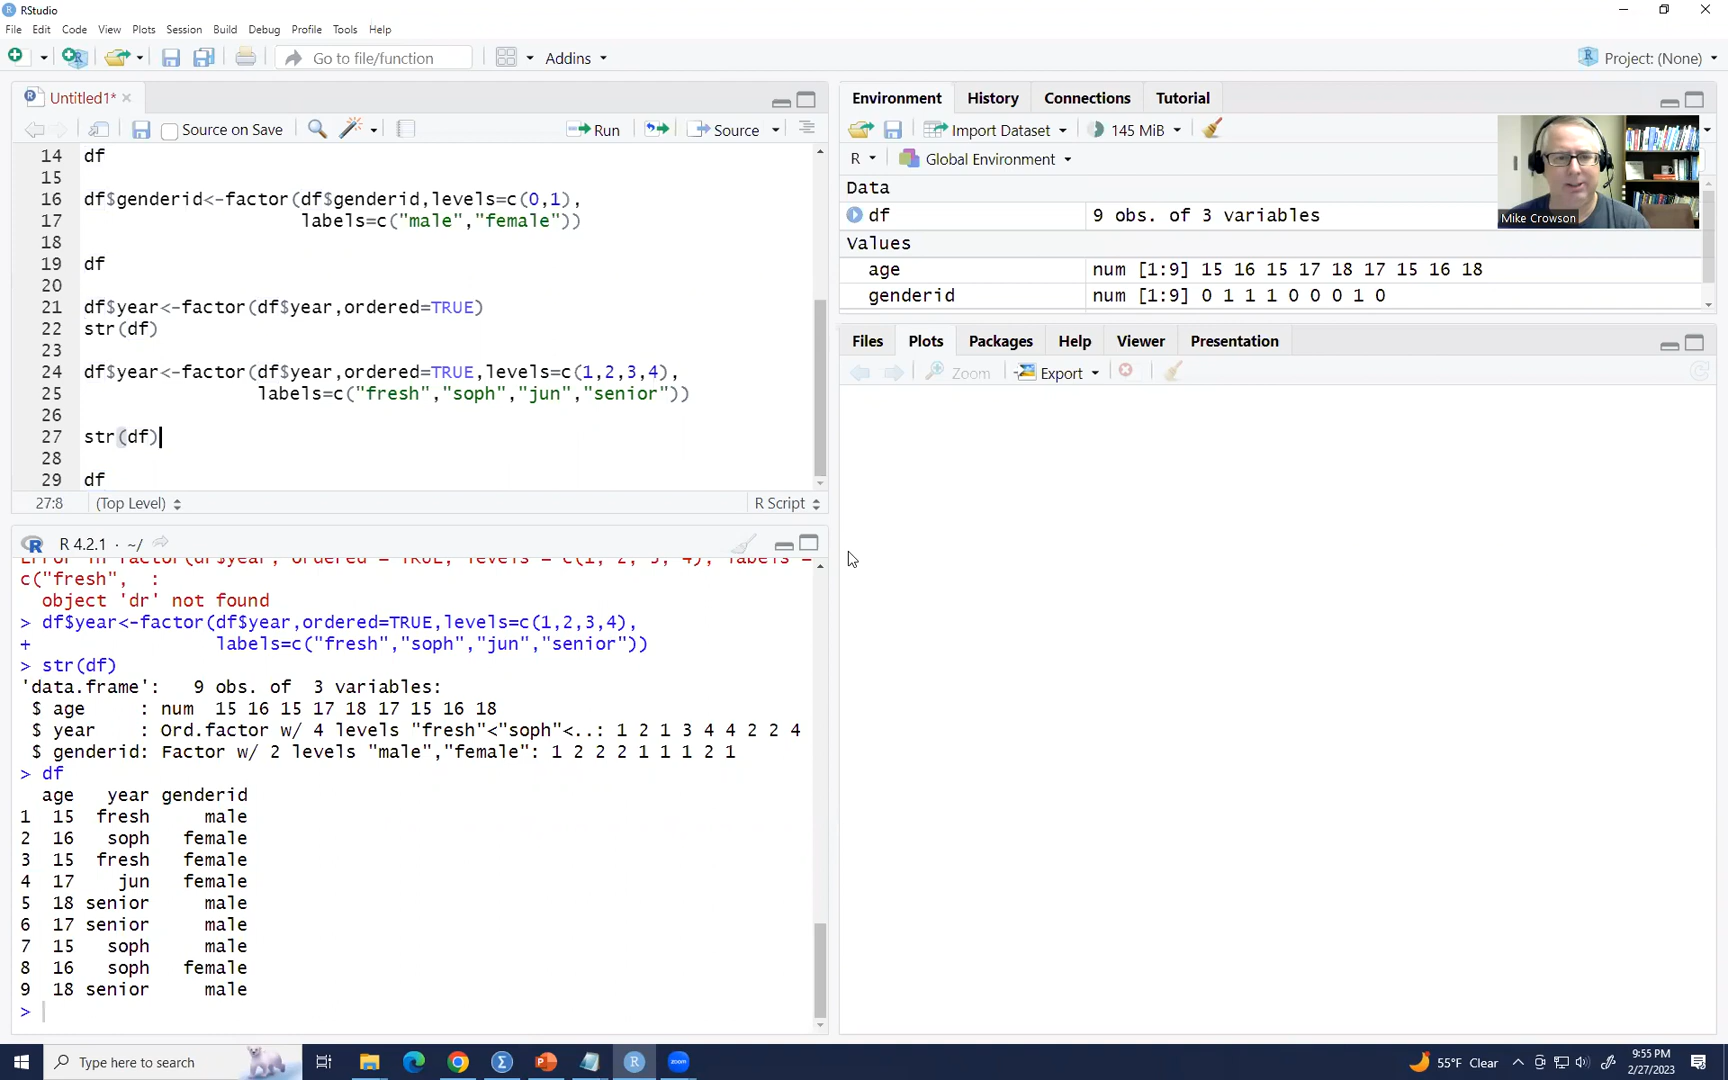 RStudio
File Edit Code View Plots Session Build Debug Profile Tools Help
Go to file/function Addins Project: (None)
Untitled1*
Source on Save Run Source
14 df
15
16 df$genderid<-factor(df$genderid,levels=c(0,1),
17 labels=c("male","female"))
18
19 df
20
21 df$year<-factor(df$year,ordered=TRUE)
22 str(df)
23
24 df$year<-factor(df$year,ordered=TRUE,levels=c(1,2,3,4),
25 labels=c("fresh","soph","jun","senior"))
26
27 str(df)
28
29 df
27:8 (Top Level) R Script
R 4.2.1 · ~/
Error in factor(df$year, ordered = TRUE, levels = c(1, 2, 3, 4), labels =
c("fresh", :
object 'dr' not found
> df$year<-factor(df$year,ordered=TRUE,levels=c(1,2,3,4),
+ labels=c("fresh","soph","jun","senior"))
> str(df)
'data.frame': 9 obs. of 3 variables:
$ age : num 15 16 15 17 18 17 15 16 18
$ year : Ord.factor w/ 4 levels "fresh"<"soph"<..: 1 2 1 3 4 4 2 2 4
$ genderid: Factor w/ 2 levels "male","female": 1 2 2 2 1 1 1 2 1
> df
age year genderid
1 15 fresh male
2 16 soph female
3 15 fresh female
4 17 jun female
5 18 senior male
6 17 senior male
7 15 soph male
8 16 soph female
9 18 senior male
>
Environment History Connections Tutorial
Import Dataset 145 MiB
R Global Environment
Data
df 9 obs. of 3 variables
Values
age num [1:9] 15 16 15 17 18 17 15 16 18
genderid num [1:9] 0 1 1 1 0 0 0 1 0
Mike Crowson
Files Plots Packages Help Viewer Presentation
Zoom Export
Type here to search
55°F Clear
9:55 PM
2/27/2023